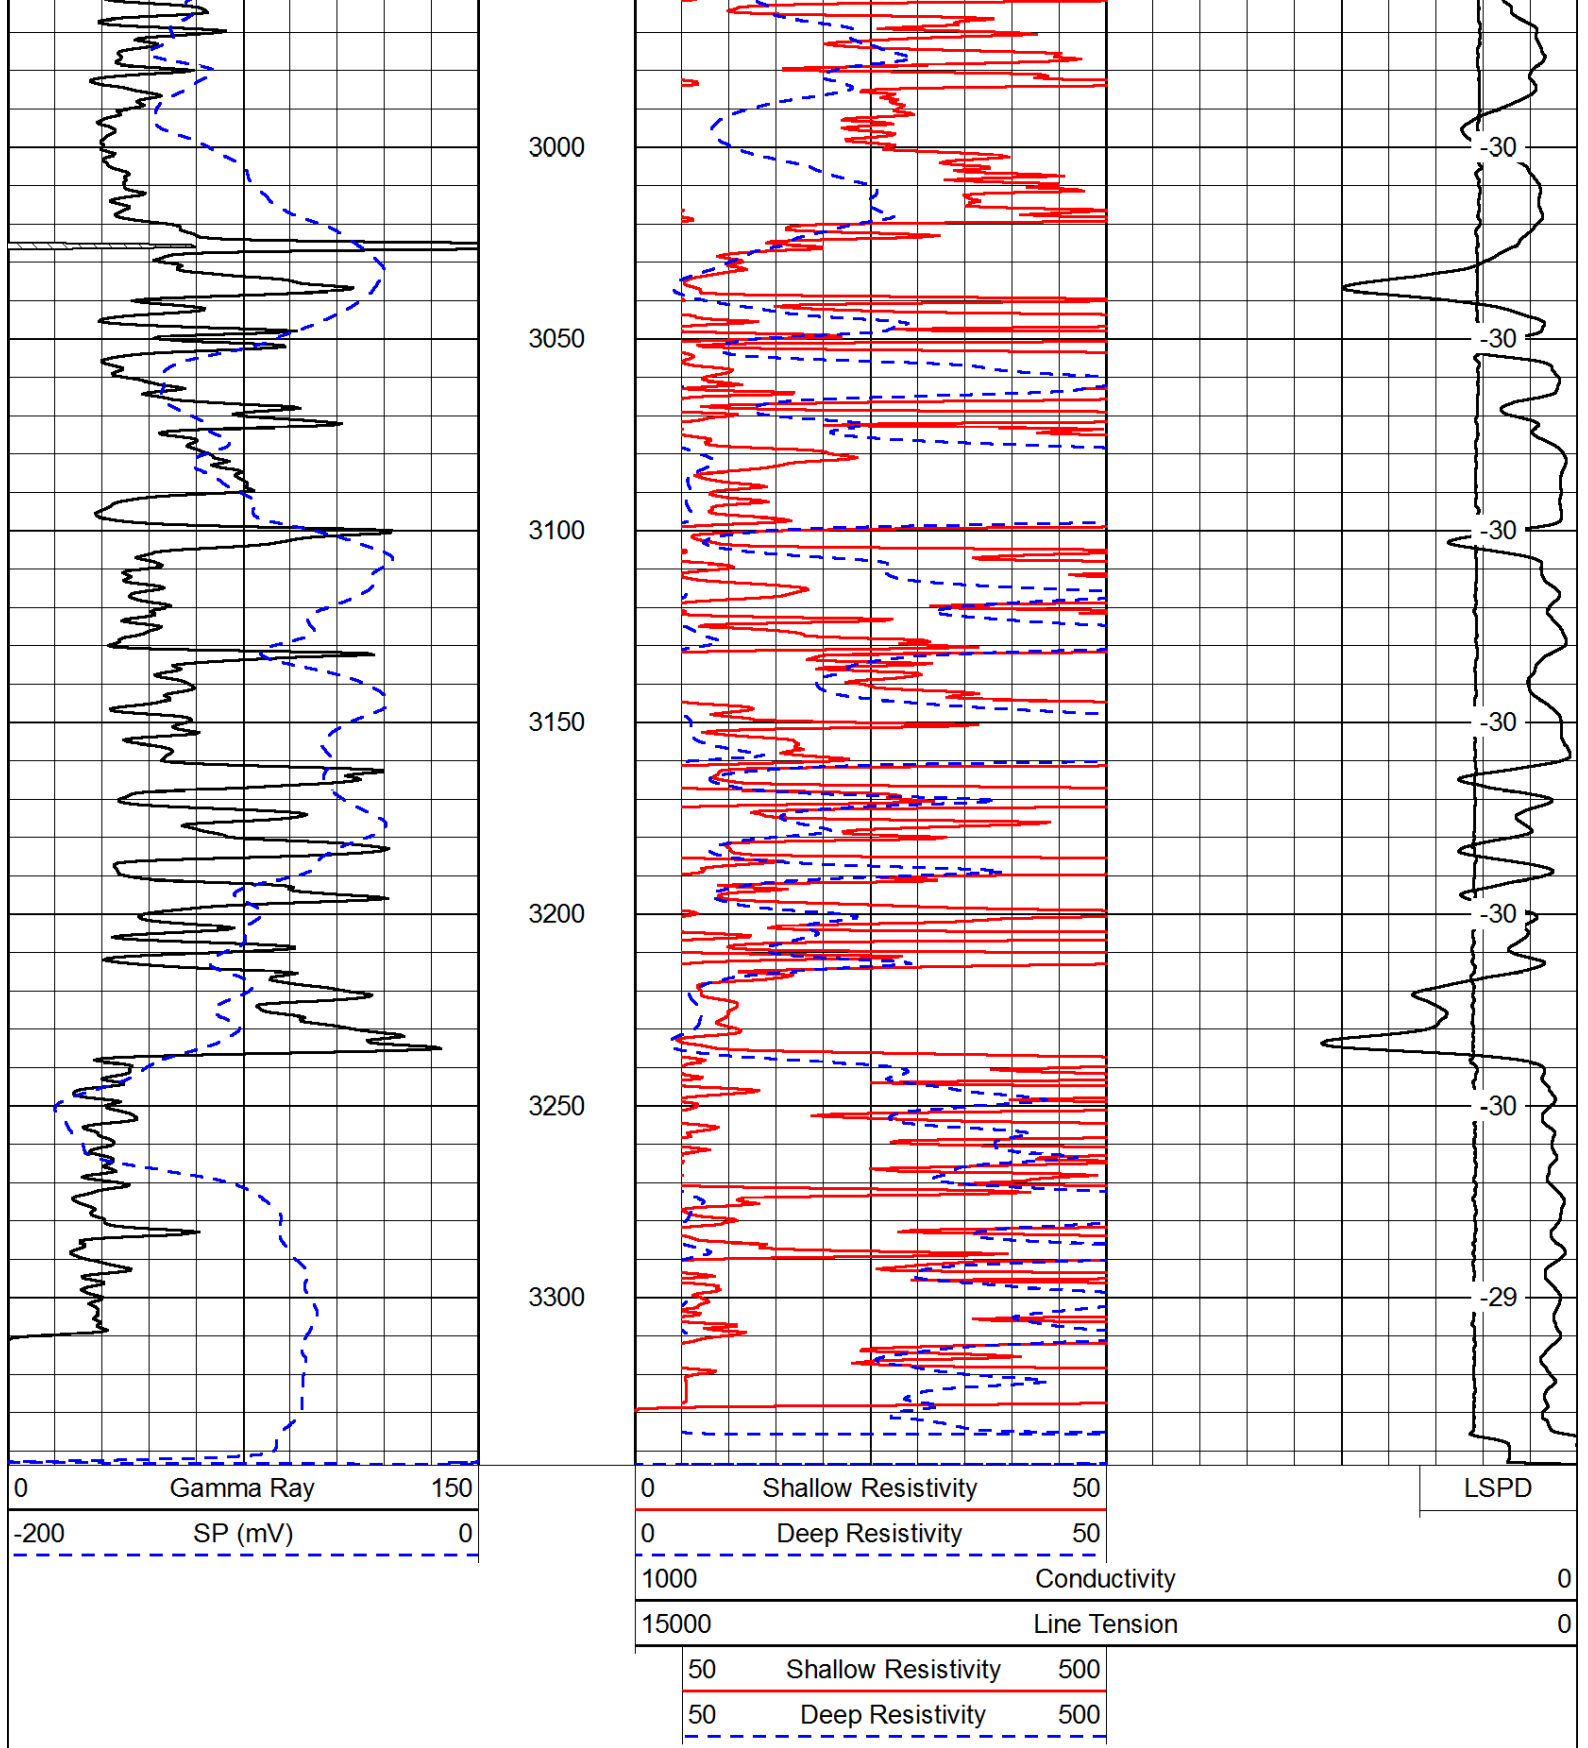 3000 -30
3050 -30
3100 -30
3150 -30
3200 -30
3250 -30
3300 -29
0 Gamma Ray 150
-200 SP (mV) 0
0 Shallow Resistivity 50
0 Deep Resistivity 50
1000 Conductivity 0
15000 Line Tension 0
50 Shallow Resistivity 500
50 Deep Resistivity 500
LSPD